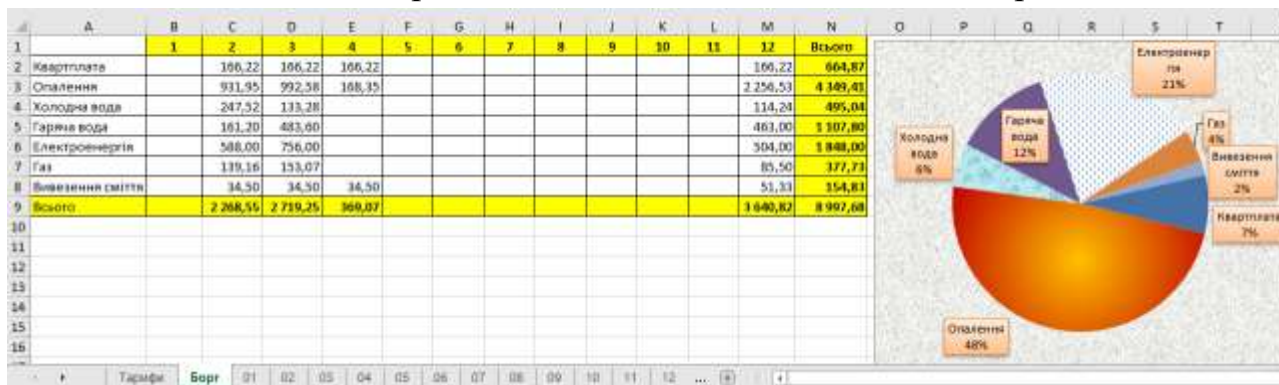 A B C D E F G H I J K L M N O P Q R S T
1 1 2 3 4 5 6 7 8 9 10 11 12 Всього
2 Квартплата 166,22 166,22 166,22 166,22 664,87
3 Опалення 931,95 992,58 168,35 2 256,53 4 349,41
4 Холодна вода 247,52 133,28 114,24 495,04
5 Гаряча вода 161,20 483,60 463,00 1 107,80
6 Електроенергія 588,00 756,00 504,00 1 848,00
7 Газ 139,16 153,07 85,50 377,73
8 Вивезення сміття 34,50 34,50 34,50 51,33 154,83
9 Всього 2 268,55 2 719,25 369,07 3 640,82 8 997,68
10
11
12
13
14
15
16
Електроенер
гія
21%
Газ
4%
Вивезення
сміття
2%
Квартплата
7%
Гаряча
вода
12%
Холодна
вода
6%
Опалення
48%
Тарифи Борг 01 02 03 04 05 06 07 08 09 10 11 12 ...